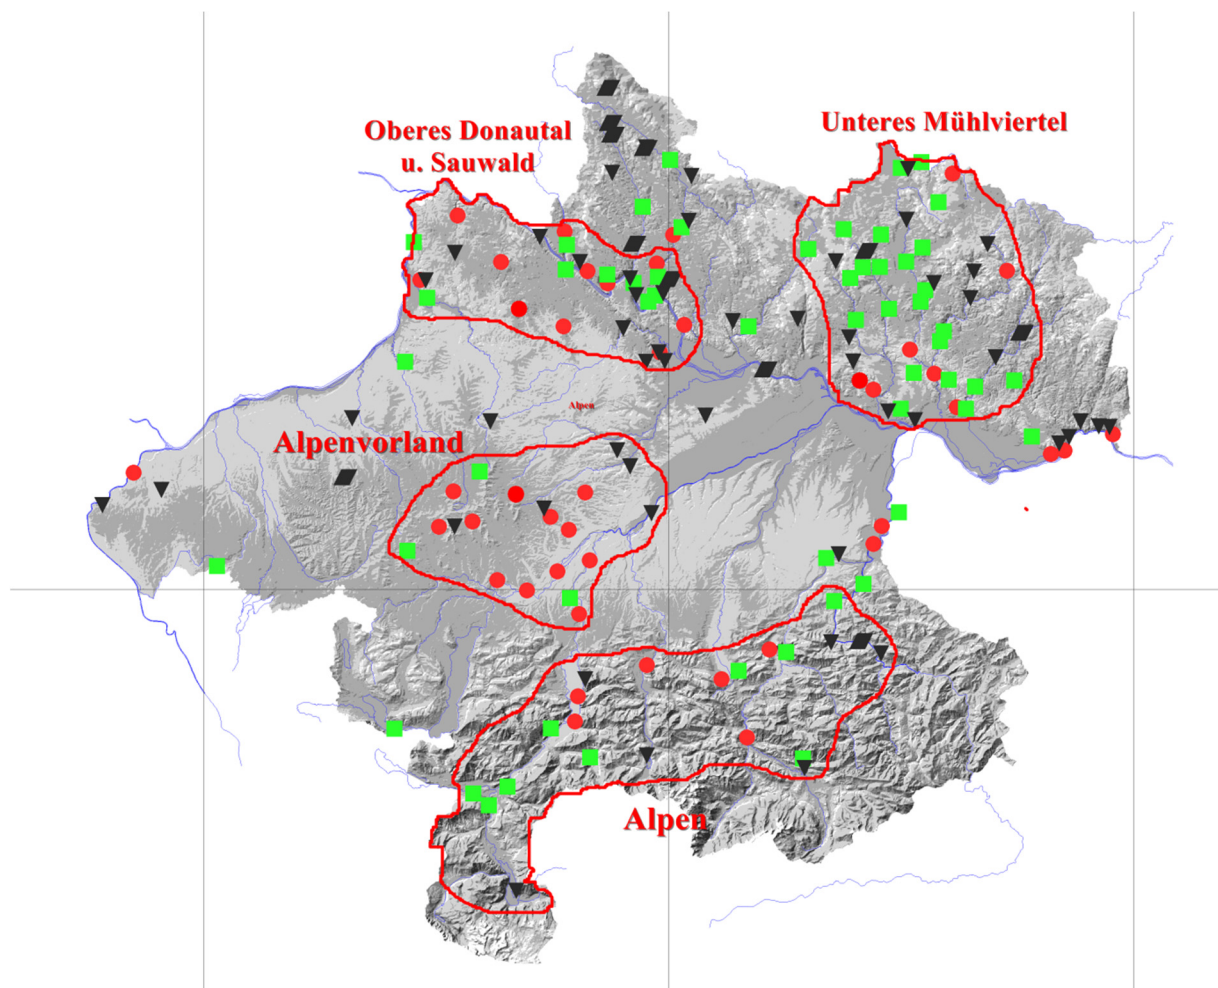 Oberes Donautal
u. Sauwald
Unteres Mühlviertel
Alpen
Alpenvorland
Alpen